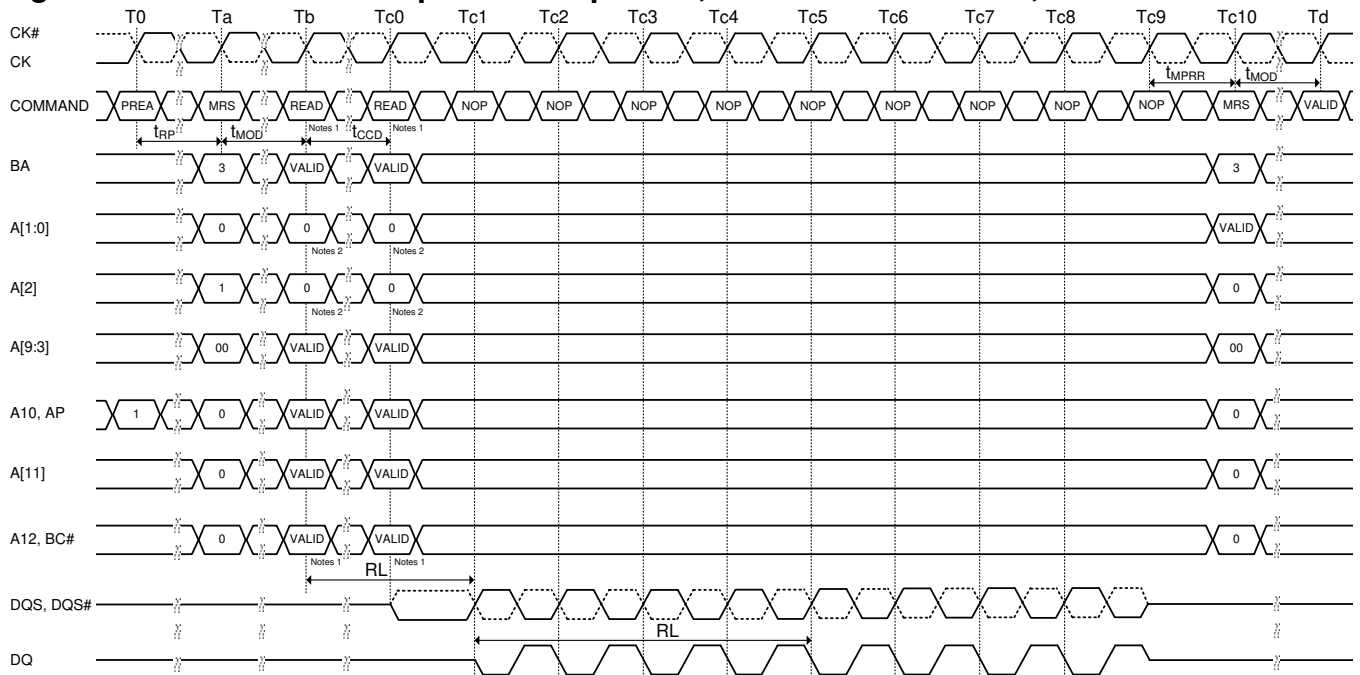 T0 Ta Tb Tc0 Tc1 Tc2 Tc3 Tc4 Tc5 Tc6 Tc7 Tc8 Tc9 Tc10 Td
CK#
CK
tMPRR tMOD
COMMAND PREA MRS READ READ NOP NOP NOP NOP NOP NOP NOP NOP NOP MRS VALID
Notes 1 Notes 1
tRP tMOD tCCD
BA 3 VALID VALID 3
A[1:0] 0 0 0 VALID
Notes 2 Notes 2
A[2] 1 0 0 0
Notes 2 Notes 2
A[9:3] 00 VALID VALID 00
A10, AP 1 0 VALID VALID 0
A[11] 0 VALID VALID 0
A12, BC# 0 VALID VALID 0
Notes 1 Notes 1
RL
DQS, DQS#
RL
DQ